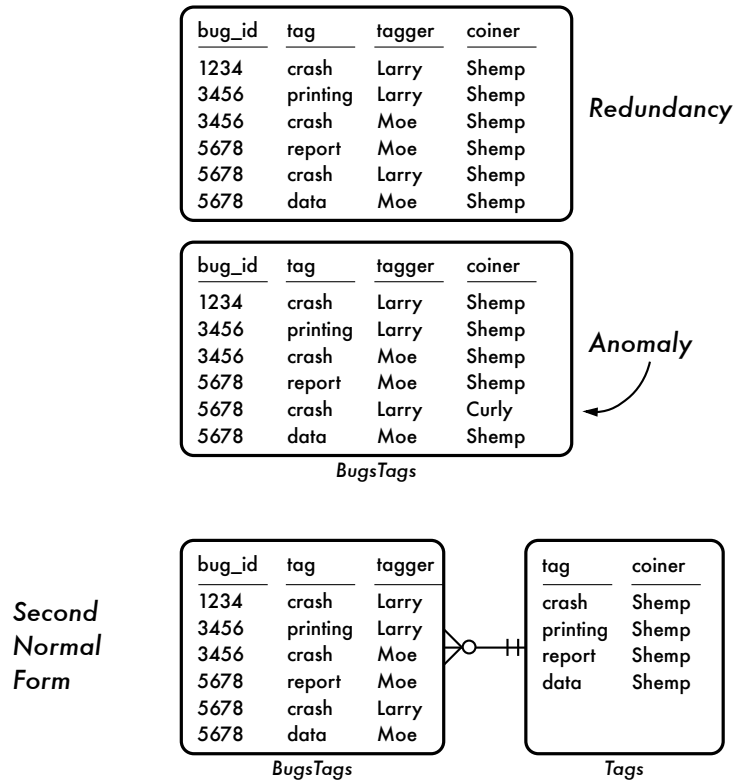 bug_id tag tagger coiner
1234 crash Larry Shemp
3456 printing Larry Shemp
3456 crash Moe Shemp
5678 report Moe Shemp
5678 crash Larry Shemp
5678 data Moe Shemp
Redundancy
bug_id tag tagger coiner
1234 crash Larry Shemp
3456 printing Larry Shemp
3456 crash Moe Shemp
5678 report Moe Shemp
5678 crash Larry Curly
5678 data Moe Shemp
Anomaly
BugsTags
Second
Normal
Form
bug_id tag tagger
1234 crash Larry
3456 printing Larry
3456 crash Moe
5678 report Moe
5678 crash Larry
5678 data Moe
BugsTags
tag coiner
crash Shemp
printing Shemp
report Shemp
data Shemp
Tags